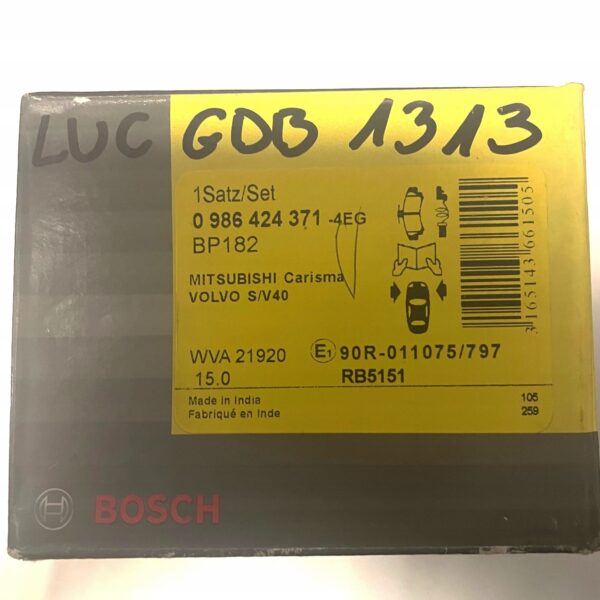 LUC GDB 1313
1Satz/Set
0 986 424 371 -4EG
BP182
MITSUBISHI Carisma
VOLVO S/V40
WVA 21920
15.0
E1 90R-011075/797
RB5151
Made in India
Fabriqué en Inde
105
259
3165143661505
BOSCH